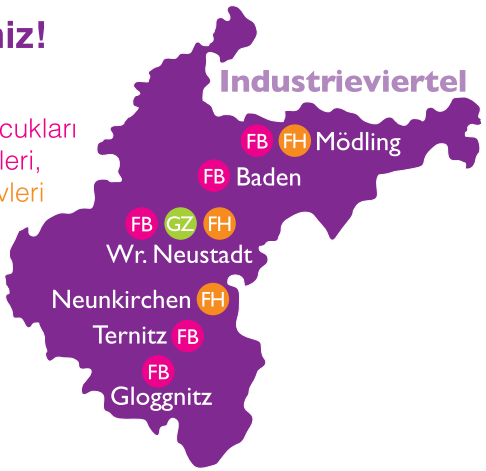 niz!
Industrieviertel
cukları
leri,
vleri
FB FH Mödling
FB Baden
FB GZ FH
Wr. Neustadt
Neunkirchen FH
Ternitz FB
FB
Gloggnitz